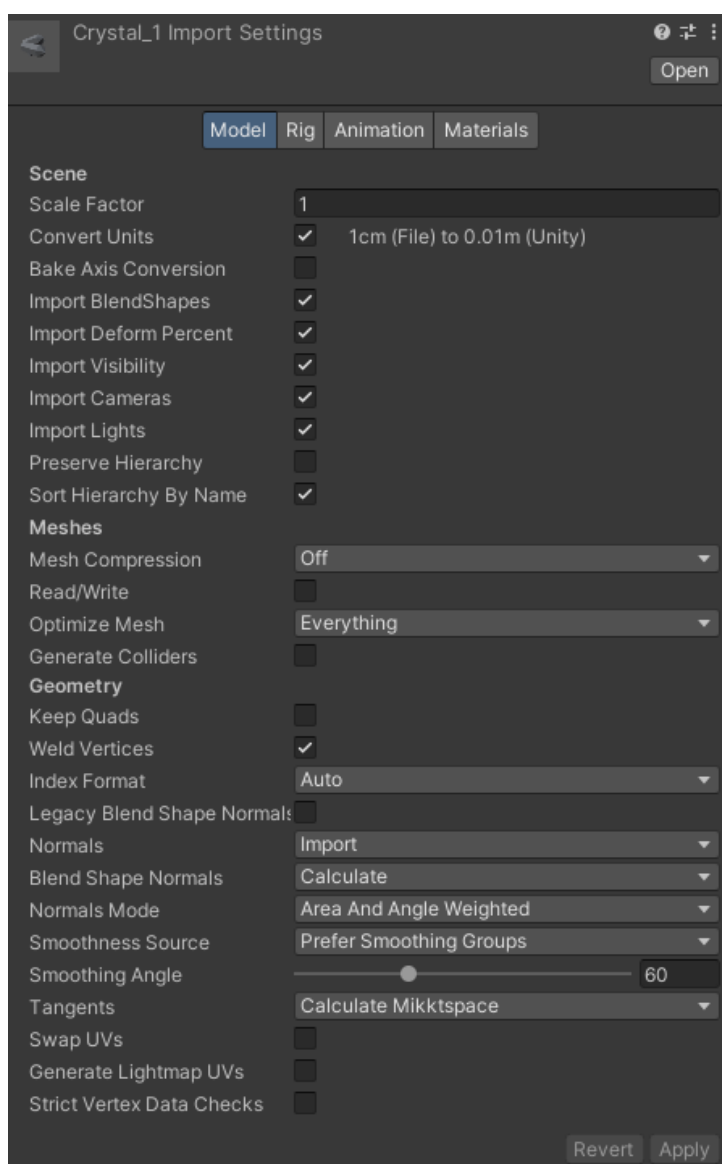 Crystal_1 Import Settings
Open
Model Rig Animation Materials
Scene
Scale Factor 1
Convert Units 1cm (File) to 0.01m (Unity)
Bake Axis Conversion
Import BlendShapes
Import Deform Percent
Import Visibility
Import Cameras
Import Lights
Preserve Hierarchy
Sort Hierarchy By Name
Meshes
Mesh Compression Off
Read/Write
Optimize Mesh Everything
Generate Colliders
Geometry
Keep Quads
Weld Vertices
Index Format Auto
Legacy Blend Shape Normals
Normals Import
Blend Shape Normals Calculate
Normals Mode Area And Angle Weighted
Smoothness Source Prefer Smoothing Groups
Smoothing Angle 60
Tangents Calculate Mikktspace
Swap UVs
Generate Lightmap UVs
Strict Vertex Data Checks
Revert Apply